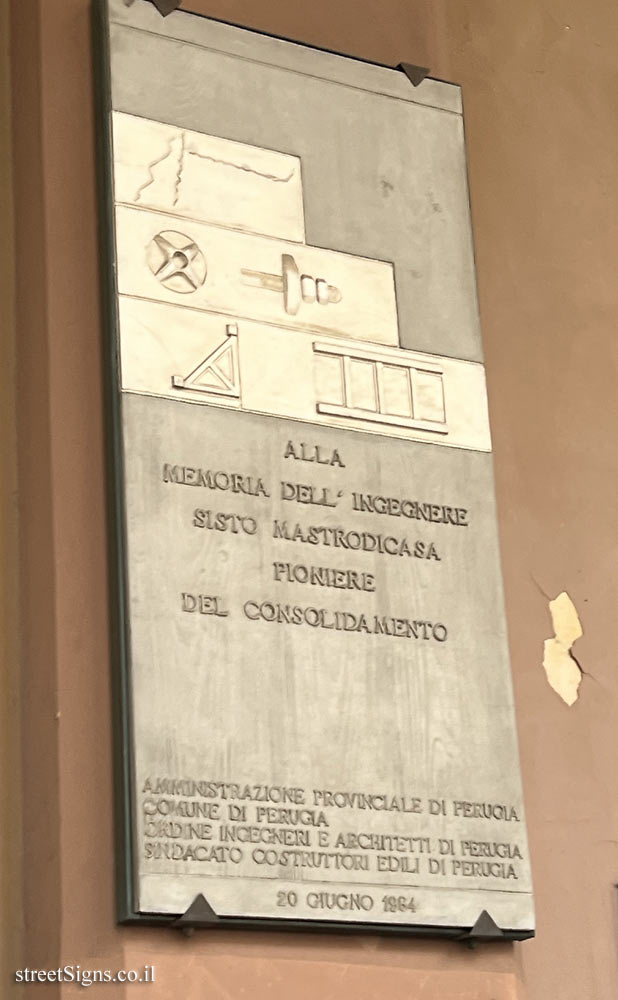 ALLA
MEMORIA DELL' INGEGNERE
SISTO MASTRODICASA
PIONIERE
DEL CONSOLIDAMENTO
AMMINISTRAZIONE PROVINCIALE DI PERUGIA
COMUNE DI PERUGIA
ORDINE INGEGNERI E ARCHITETTI DI PERUGIA
SINDACATO COSTRUTTORI EDILI DI PERUGIA
20 GIUGNO 1984
streetSigns.co.il